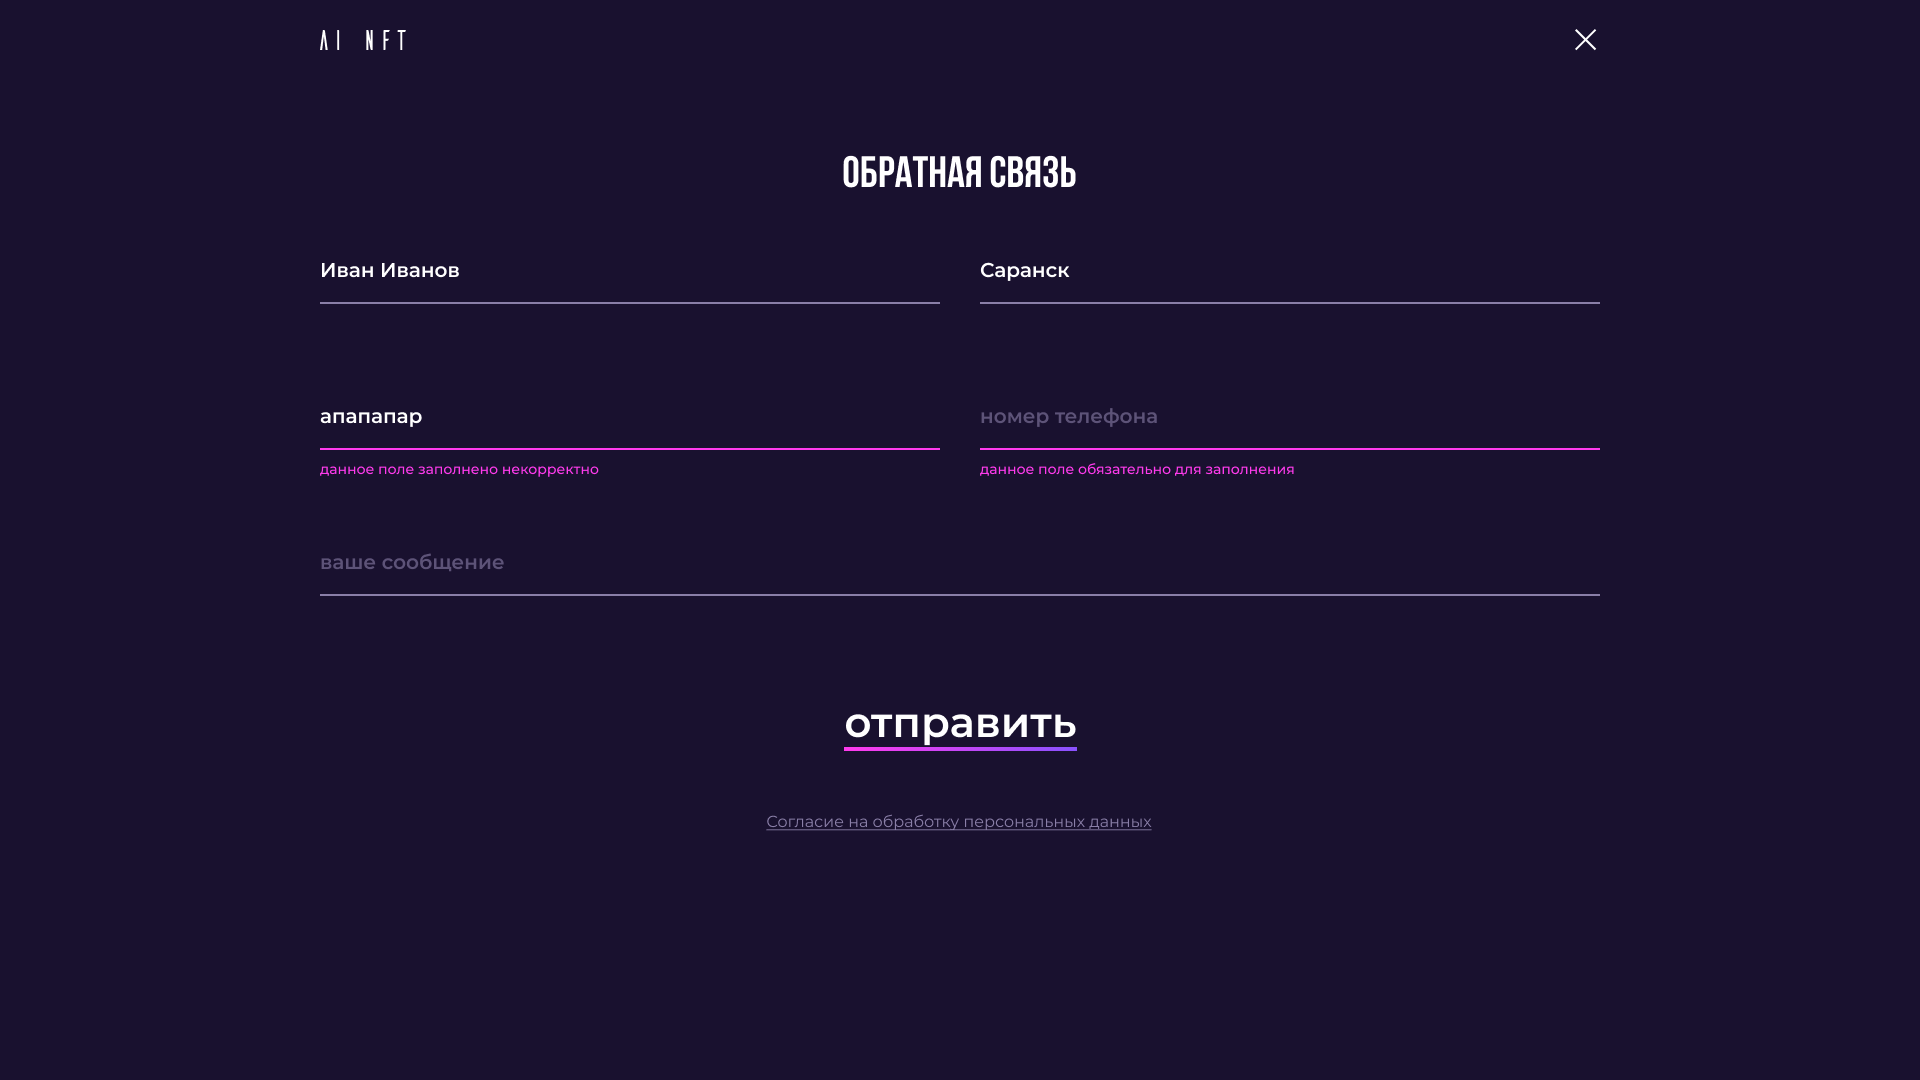 AI NFT
ОБРАТНАЯ СВЯЗЬ
Иван Иванов
Саранск
апапапар
номер телефона
данное поле заполнено некорректно
данное поле обязательно для заполнения
ваше сообщение
отправить
Согласие на обработку персональных данных